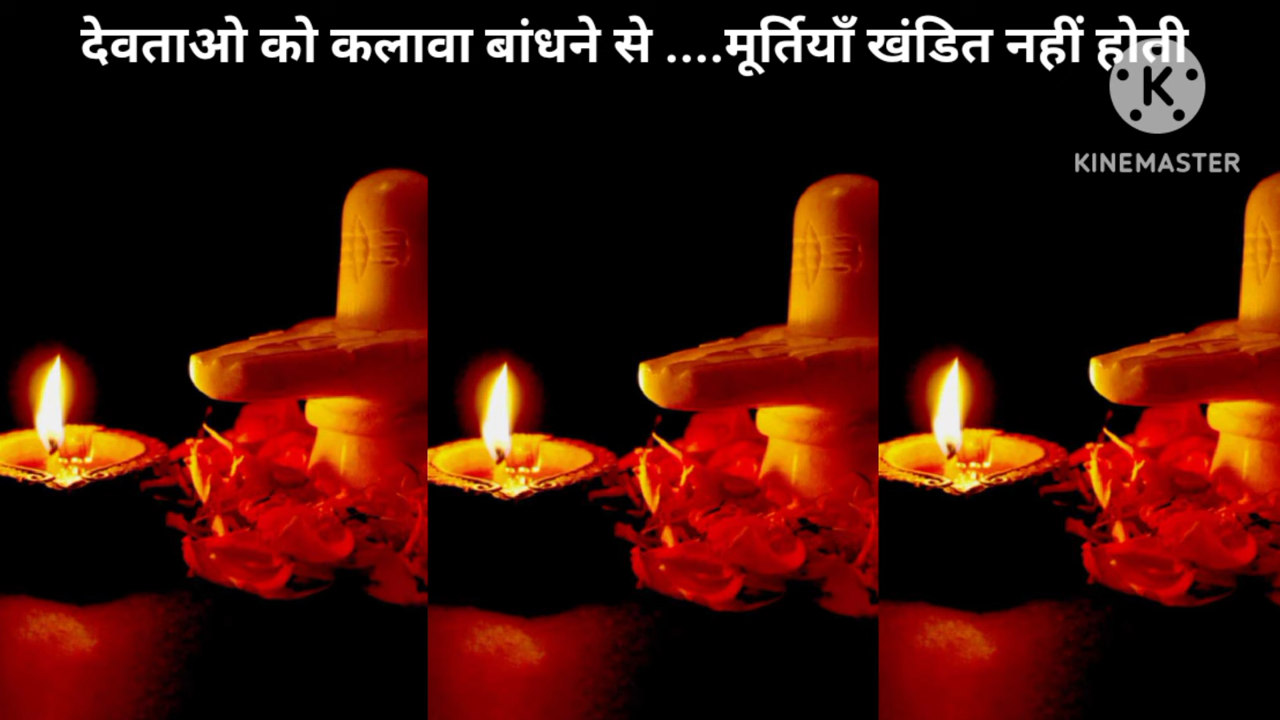 देवताओ को कलावा बांधने से ....मूर्तियाँ खंडित नहीं होती
KINEMASTER